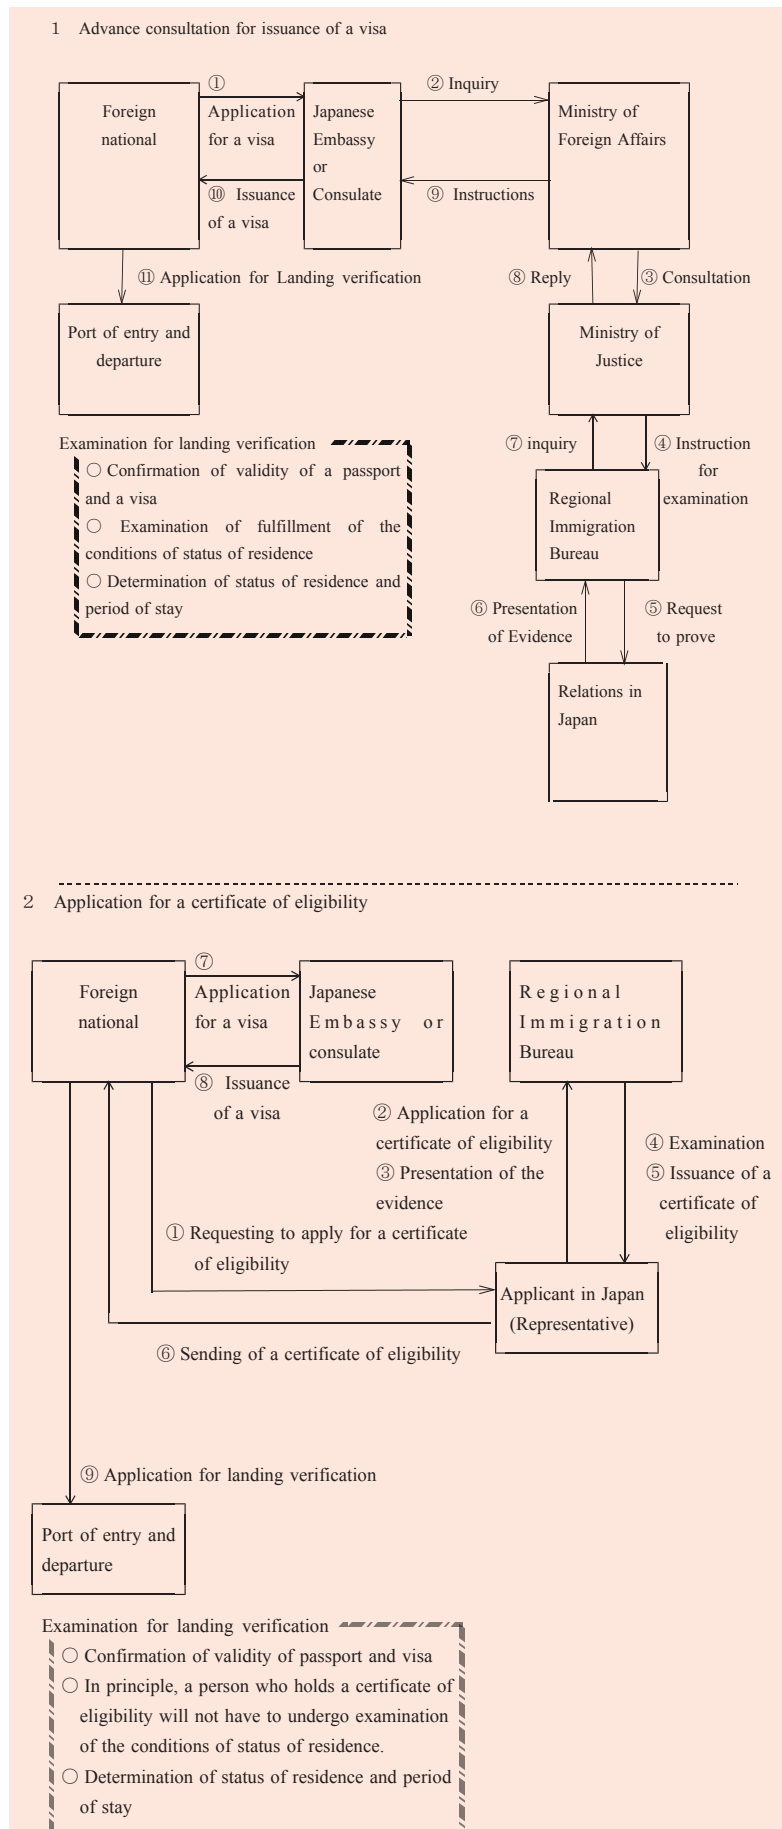 1 Advance consultation for issuance of a visa
Foreign
national
①
Application
for a visa
⑩ Issuance
of a visa
Japanese
Embassy
or
Consulate
② Inquiry
⑨ Instructions
Ministry of
Foreign Affairs
⑪ Application for Landing verification
⑧ Reply
③ Consultation
Port of entry and
departure
Ministry of
Justice
Examination for landing verification
○ Confirmation of validity of a passport
and a visa
○ Examination of fulfillment of the
conditions of status of residence
○ Determination of status of residence and
period of stay
⑦ inquiry
④ Instruction
for
examination
Regional
Immigration
Bureau
⑥ Presentation
of Evidence
⑤ Request
to prove
Relations in
Japan
2 Application for a certificate of eligibility
Foreign
national
⑦
Application
for a visa
⑧ Issuance
of a visa
Japanese
Embassy or
consulate
Regional
Immigration
Bureau
② Application for a
certificate of eligibility
③ Presentation of the
evidence
④ Examination
⑤ Issuance of a
certificate of
eligibility
① Requesting to apply for a certificate
of eligibility
Applicant in Japan
(Representative)
⑥ Sending of a certificate of eligibility
⑨ Application for landing verification
Port of entry and
departure
Examination for landing verification
○ Confirmation of validity of passport and visa
○ In principle, a person who holds a certificate of
eligibility will not have to undergo examination
of the conditions of status of residence.
○ Determination of status of residence and period
of stay